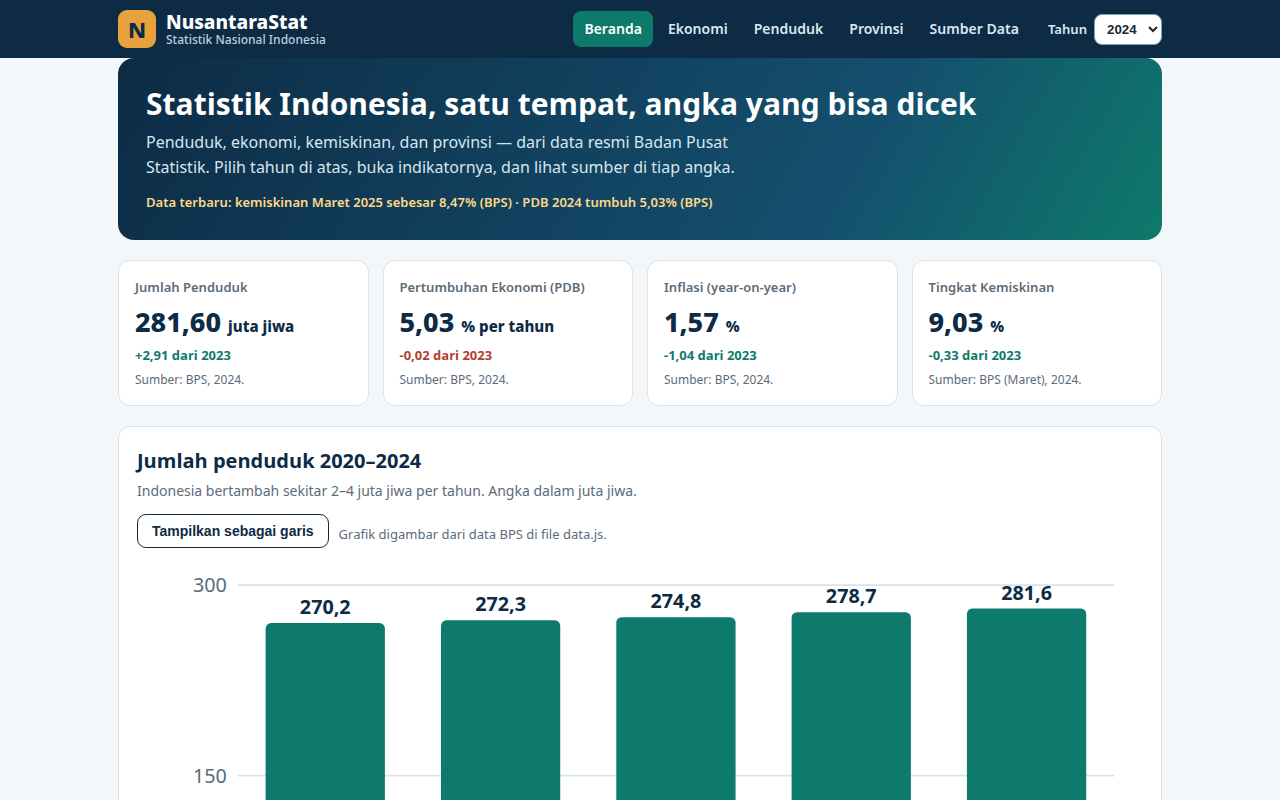 N
NusantaraStat
Statistik Nasional Indonesia
Beranda
Ekonomi
Penduduk
Provinsi
Sumber Data
Tahun
2024
Statistik Indonesia, satu tempat, angka yang bisa dicek
Penduduk, ekonomi, kemiskinan, dan provinsi — dari data resmi Badan Pusat
Statistik. Pilih tahun di atas, buka indikatornya, dan lihat sumber di tiap angka.
Data terbaru: kemiskinan Maret 2025 sebesar 8,47% (BPS) · PDB 2024 tumbuh 5,03% (BPS)
Jumlah Penduduk
281,60 juta jiwa
+2,91 dari 2023
Sumber: BPS, 2024.
Pertumbuhan Ekonomi (PDB)
5,03 % per tahun
-0,02 dari 2023
Sumber: BPS, 2024.
Inflasi (year-on-year)
1,57 %
-1,04 dari 2023
Sumber: BPS, 2024.
Tingkat Kemiskinan
9,03 %
-0,33 dari 2023
Sumber: BPS (Maret), 2024.
Jumlah penduduk 2020–2024
Indonesia bertambah sekitar 2–4 juta jiwa per tahun. Angka dalam juta jiwa.
Tampilkan sebagai garis
Grafik digambar dari data BPS di file data.js.
300
270,2
272,3
274,8
278,7
281,6
150